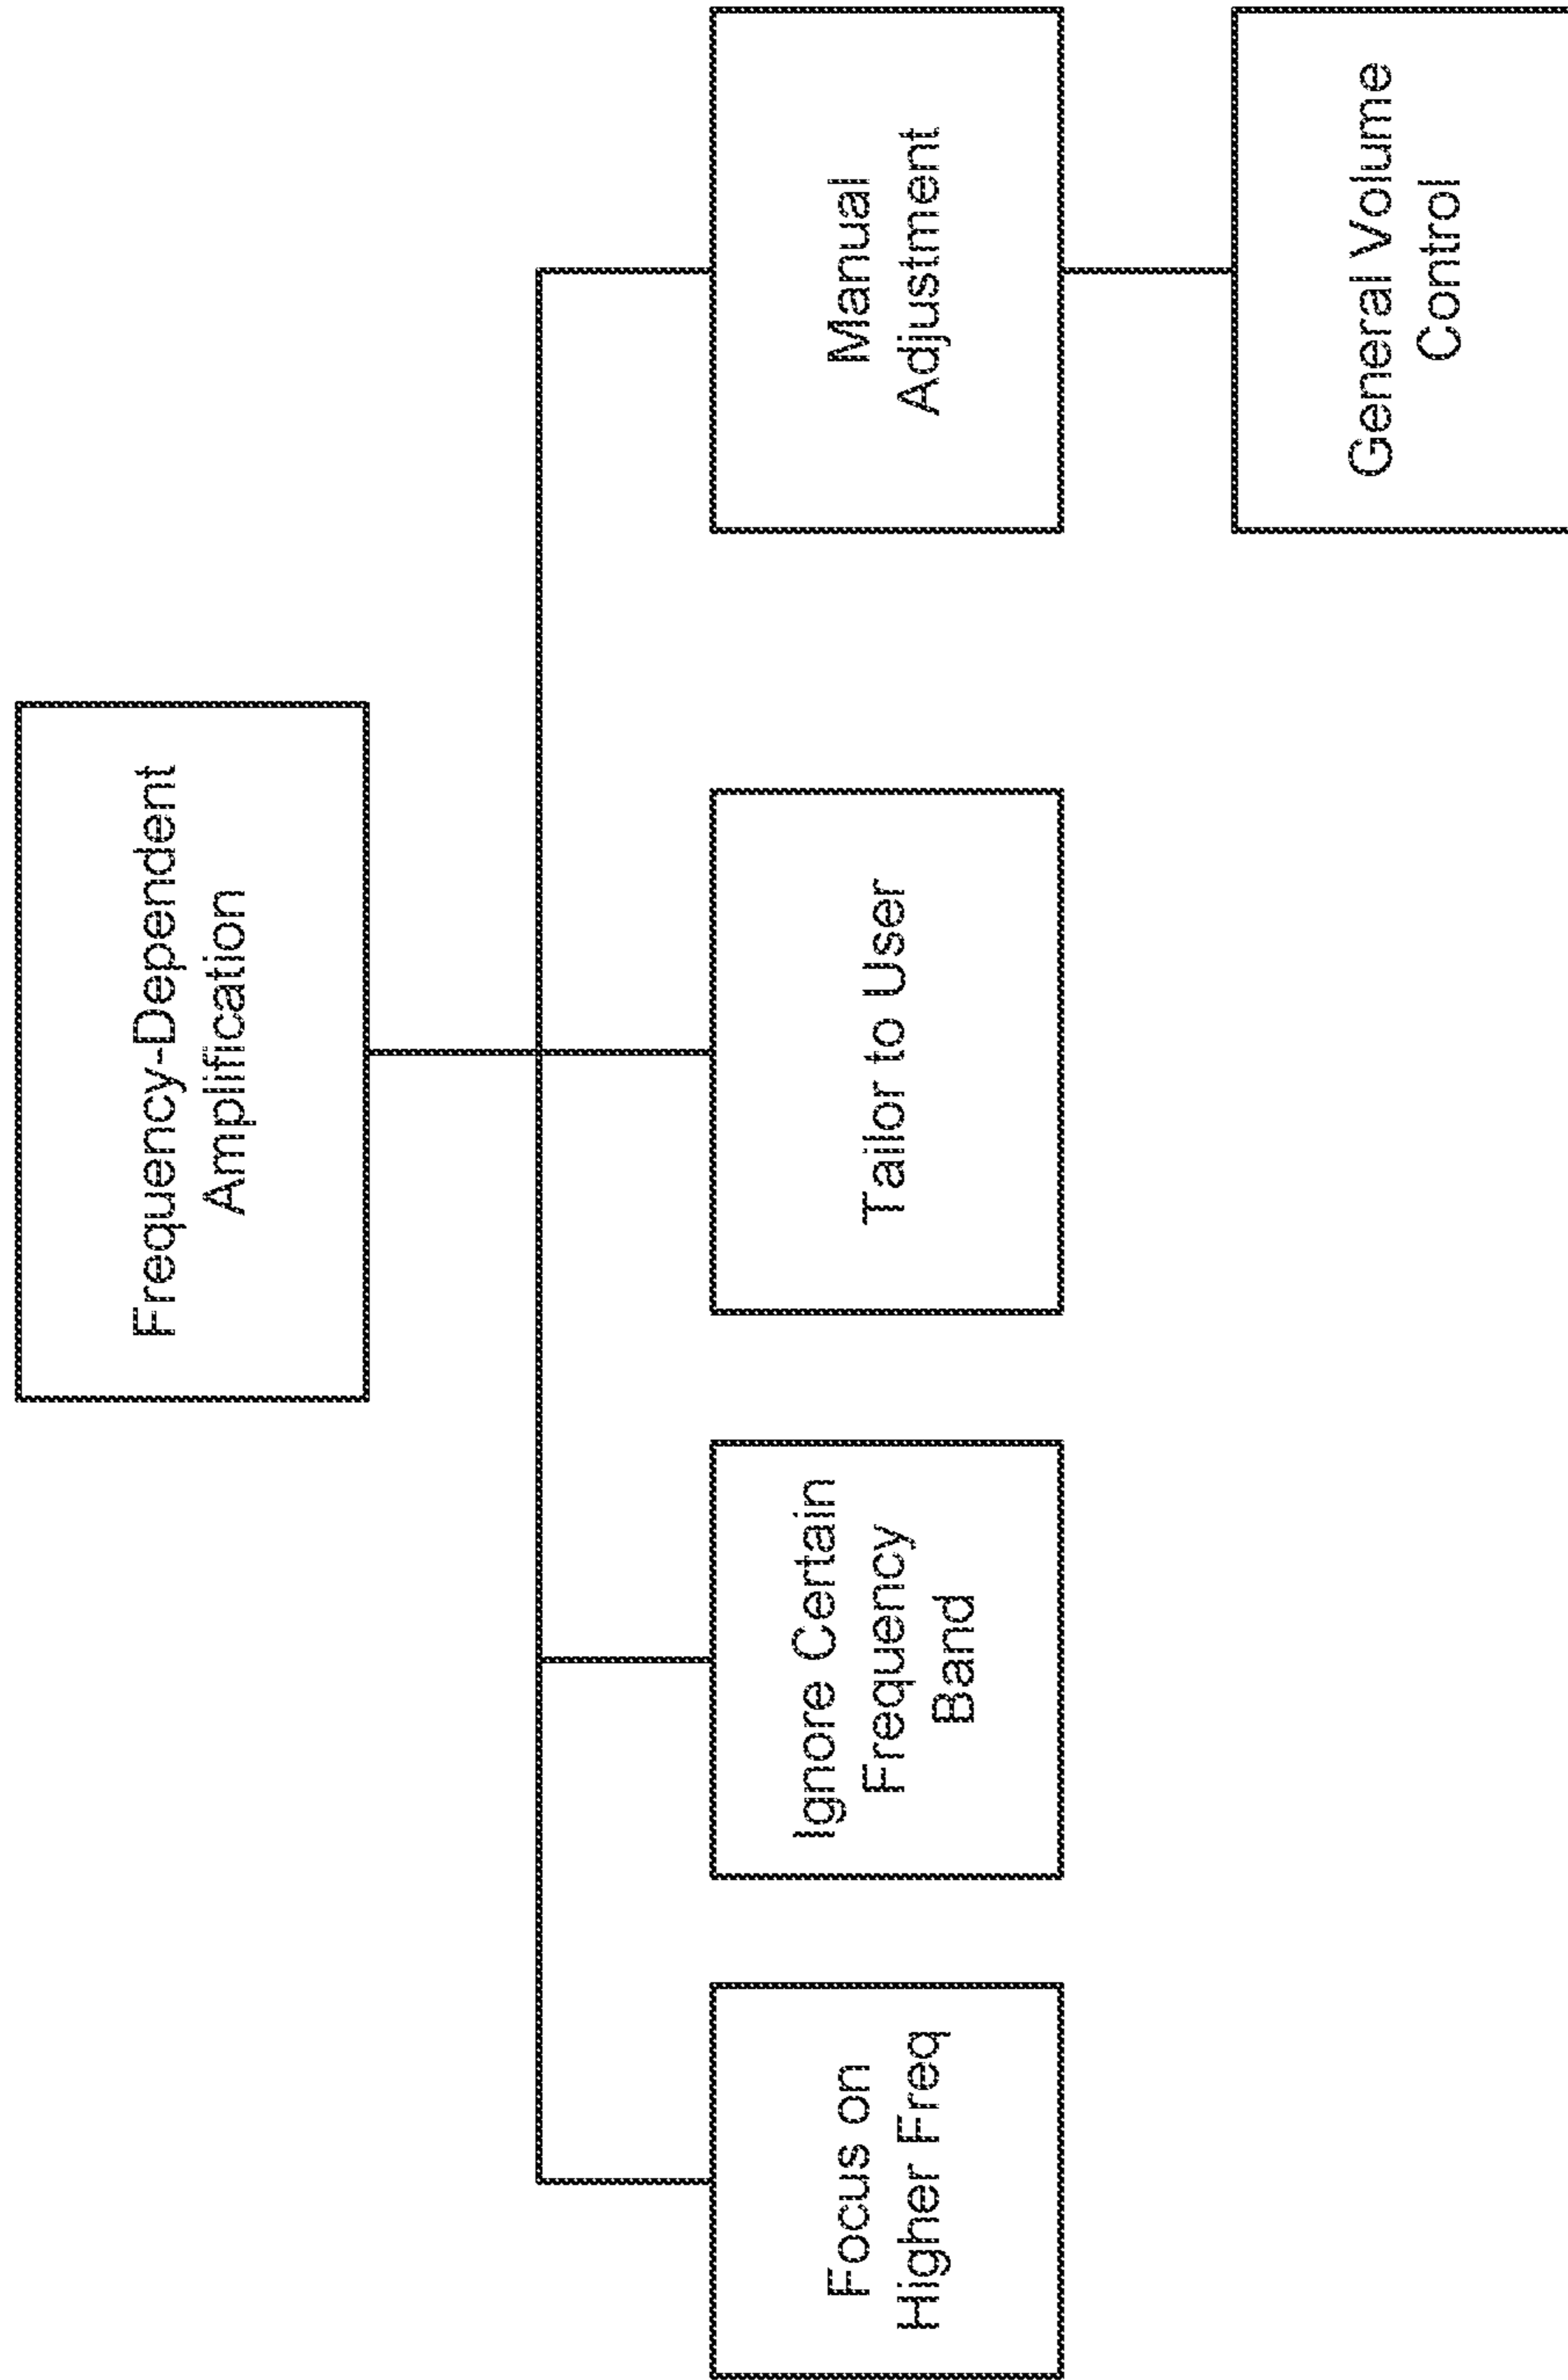 Frequency-Dependent
Amplification
Focus on
Higher Freq
Ignore Certain
Frequency
Band
Tailor to User
Manual
Adjustment
General Volume
Control